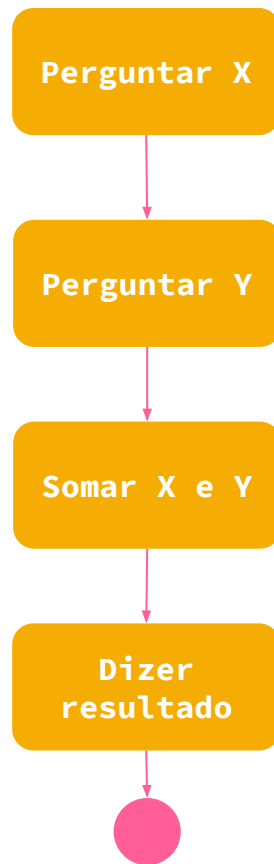 Perguntar X
Perguntar Y
Somar X e Y
Dizer
resultado